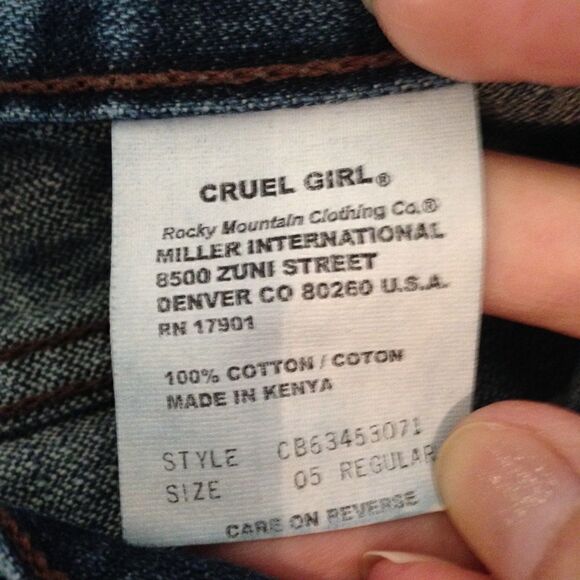 CRUEL GIRL®
Rocky Mountain Clothing Co.®
MILLER INTERNATIONAL
8500 ZUNI STREET
DENVER CO 80260 U.S.A.
RN 17901
100% COTTON / COTON
MADE IN KENYA
STYLE CB63453071
SIZE 05 REGULAR
CARE ON REVERSE